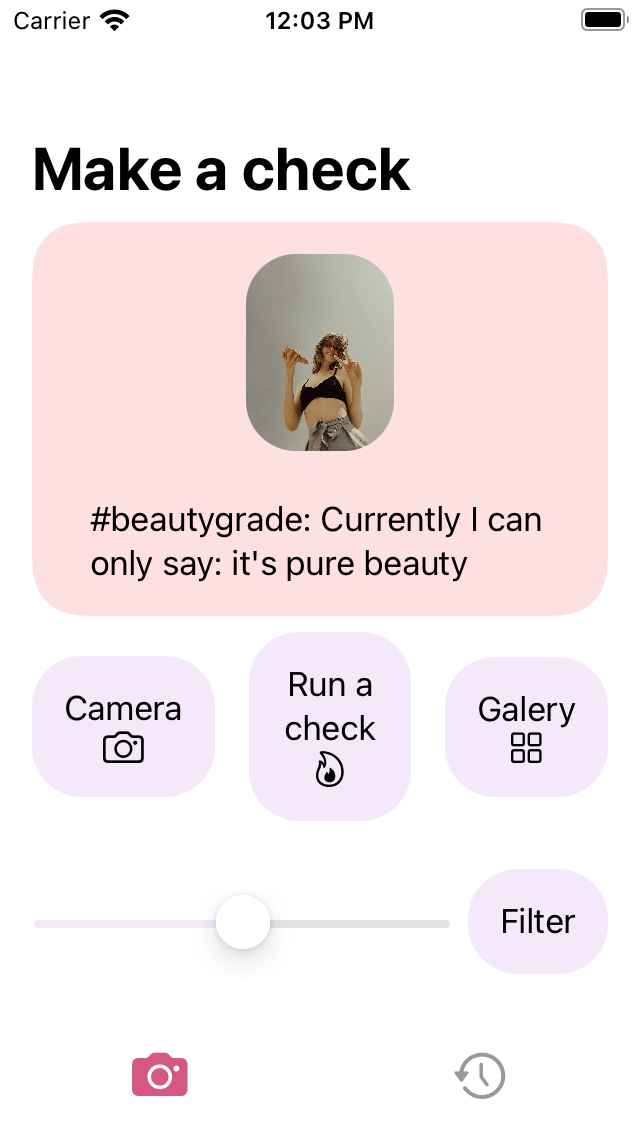 Carrier
12:03 PM
Make a check
#beautygrade: Currently I can
only say: it's pure beauty
Camera
Run a
check
Galery
Filter